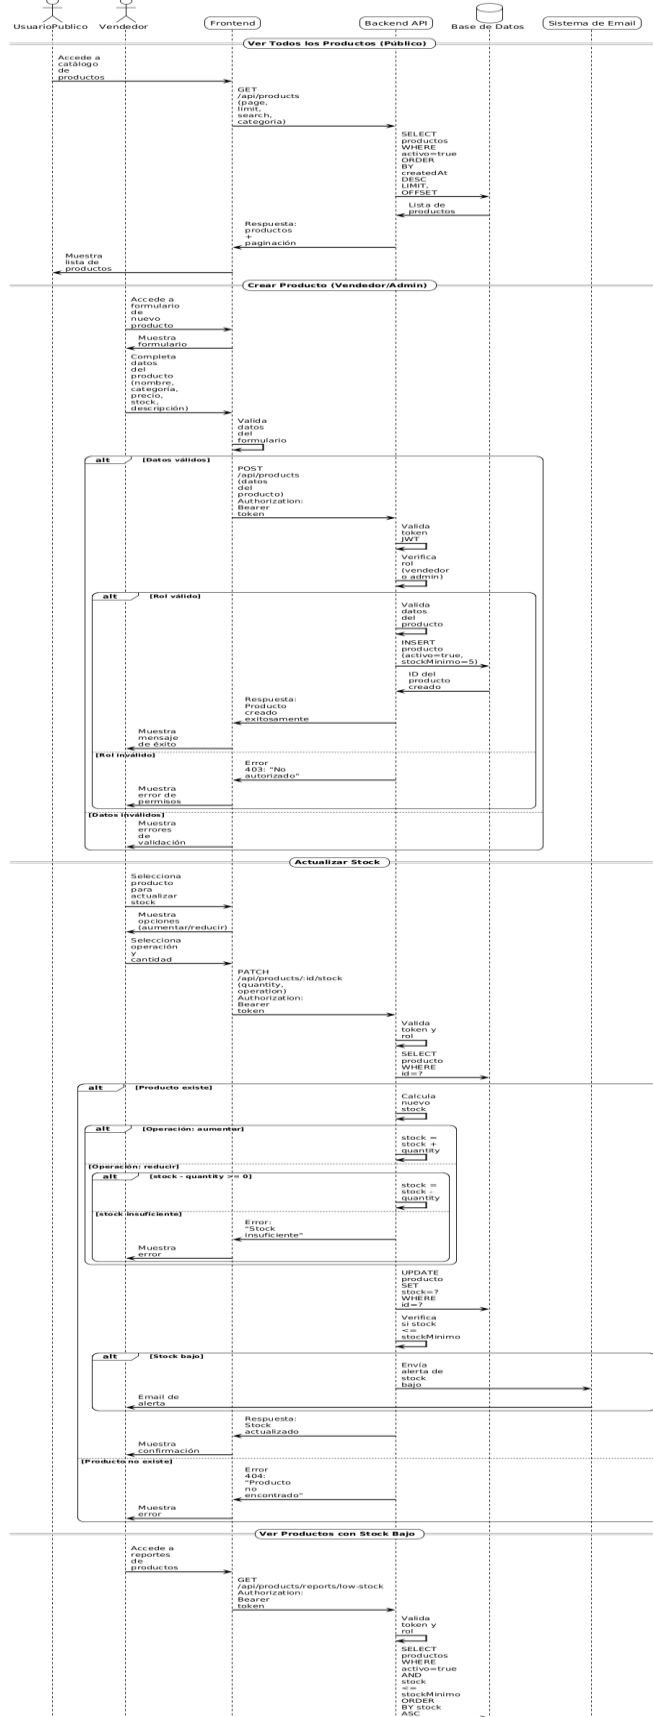 UsuarioPublico
Vendedor
Frontend
Backend API
Base de Datos
Sistema de Email
Ver Todos los Productos (Público)
Accede a
catálogo
de
productos
GET
/api/products
(page,
limit,
search,
categoria)
SELECT
productos
WHERE
activo=true
ORDER
BY
createdAt
DESC
LIMIT,
OFFSET
Lista de
productos
Respuesta:
productos
+
paginación
Muestra
lista de
productos
Crear Producto (Vendedor/Admin)
Accede a
formulario
de
nuevo
producto
Muestra
formulario
Completa
datos
del
producto
(nombre,
categoría,
precio,
stock,
descripción)
Valida
datos
del
formulario
alt
[Datos válidos]
POST
/api/products
(datos
del
producto)
Authorization:
Bearer
token
Valida
token
JWT
Verifica
rol
(vendedor
o admin)
alt
[Rol válido]
Valida
datos
del
producto
INSERT
producto
(activo=true,
stockMinimo=5)
ID del
producto
creado
Respuesta:
Producto
creado
exitosamente
Muestra
mensaje
de éxito
[Rol inválido]
Error
403: "No
autorizado"
Muestra
error de
permisos
[Datos inválidos]
Muestra
errores
de
validación
Actualizar Stock
Selecciona
producto
para
actualizar
stock
Muestra
opciones
(aumentar/reducir)
Selecciona
operación
y
cantidad
PATCH
/api/products/:id/stock
(quantity,
operation)
Authorization:
Bearer
token
Valida
token y
rol
SELECT
producto
WHERE
id=?
alt
[Producto existe]
Calcula
nuevo
stock
alt
[Operación: aumentar]
stock =
stock +
quantity
[Operación: reducir]
alt
[stock - quantity >= 0]
stock =
stock -
quantity
[stock insuficiente]
Error:
"Stock
insuficiente"
Muestra
error
UPDATE
producto
SET
stock=?
WHERE
id=?
Verifica
si stock
<=
stockMinimo
alt
[Stock bajo]
Envía
alerta de
stock
bajo
Email de
alerta
Respuesta:
Stock
actualizado
Muestra
confirmación
[Producto no existe]
Error
404:
"Producto
no
encontrado"
Muestra
error
Ver Productos con Stock Bajo
Accede a
reportes
de
productos
GET
/api/products/reports/low-stock
Authorization:
Bearer
token
Valida
token y
rol
SELECT
productos
WHERE
activo=true
AND
stock
<=
stockMinimo
ORDER
BY stock
ASC